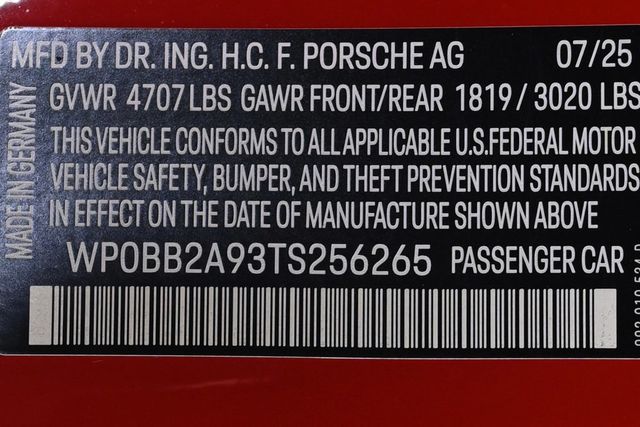 MFD BY DR. ING. H.C. F. PORSCHE AG 07/25
GVWR 4707 LBS GAWR FRONT/REAR 1819 / 3020 LBS
THIS VEHICLE CONFORMS TO ALL APPLICABLE U.S.FEDERAL MOTOR
VEHICLE SAFETY, BUMPER, AND THEFT PREVENTION STANDARDS
IN EFFECT ON THE DATE OF MANUFACTURE SHOWN ABOVE
WP0BB2A93TS256265 PASSENGER CAR
MADE IN GERMANY